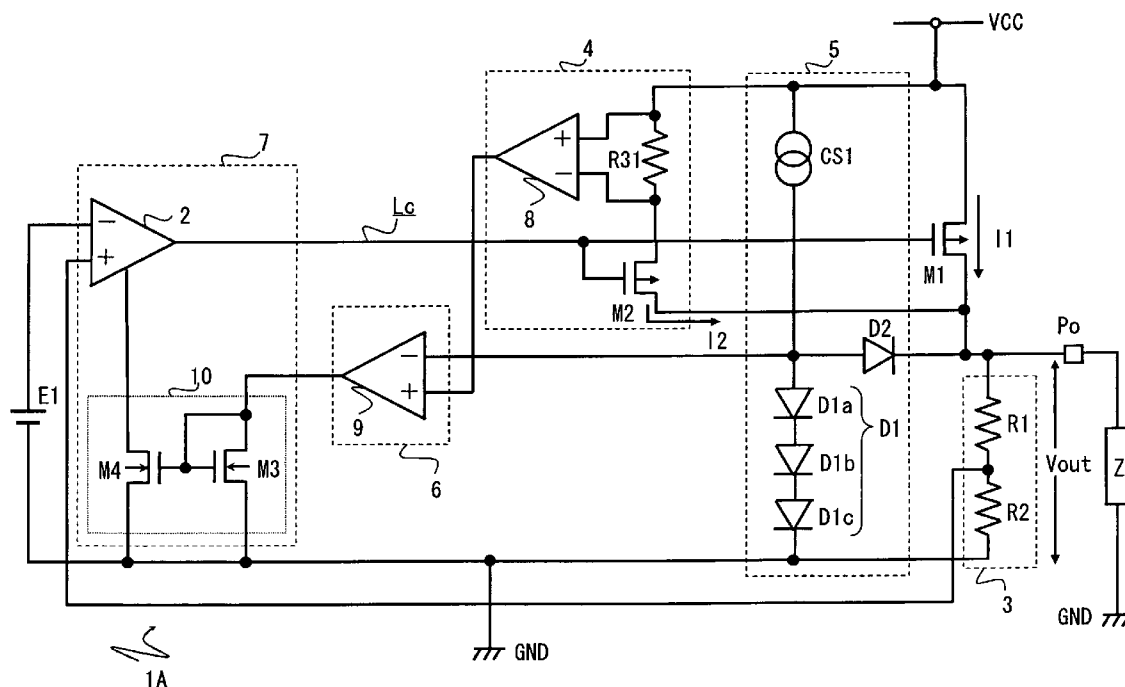 VCC
4
5
7
2
Lc
+
−
8
R31
CS1
−
+
M1
I1
M2
I2
D2
Po
6
−
+
9
10
E1
M4
M3
D1a
D1b
D1c
D1
R1
R2
Vout
Z
3
GND
GND
1A